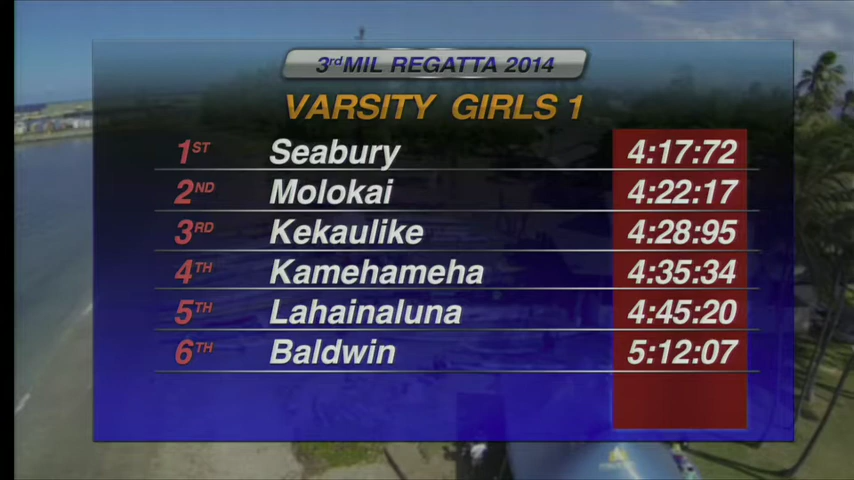 3rd MIL REGATTA 2014
VARSITY GIRLS 1
1ST Seabury 4:17:72
2ND Molokai 4:22:17
3RD Kekaulike 4:28:95
4TH Kamehameha 4:35:34
5TH Lahainaluna 4:45:20
6TH Baldwin 5:12:07